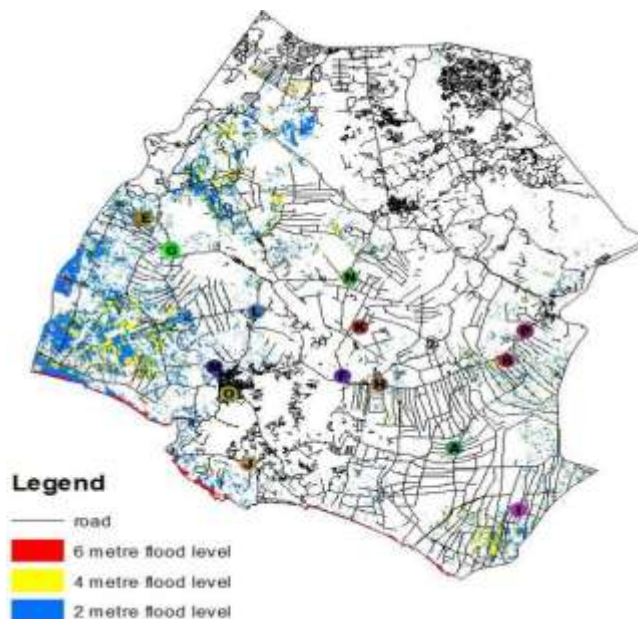 E
G
N
L
K
H
A
I
Legend
road
6 metre flood level
4 metre flood level
2 metre flood level